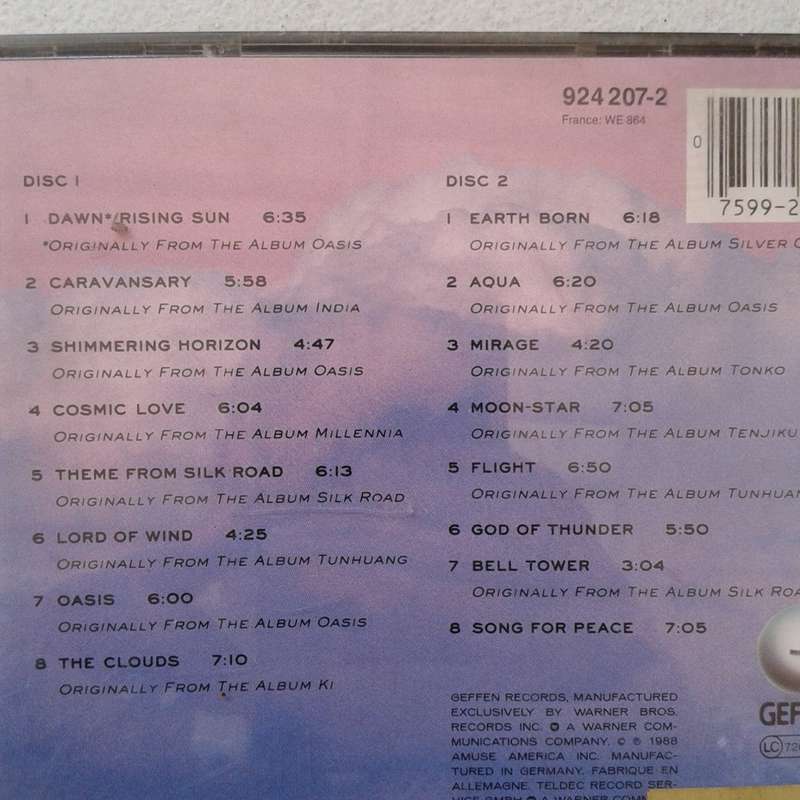 924 207-2
France: WE 864
0
7599-2
DISC 1
1 DAWN*/RISING SUN 6:35
*ORIGINALLY FROM THE ALBUM OASIS
2 CARAVANSARY 5:58
ORIGINALLY FROM THE ALBUM INDIA
3 SHIMMERING HORIZON 4:47
ORIGINALLY FROM THE ALBUM OASIS
4 COSMIC LOVE 6:04
ORIGINALLY FROM THE ALBUM MILLENNIA
5 THEME FROM SILK ROAD 6:13
ORIGINALLY FROM THE ALBUM SILK ROAD
6 LORD OF WIND 4:25
ORIGINALLY FROM THE ALBUM TUNHUANG
7 OASIS 6:00
ORIGINALLY FROM THE ALBUM OASIS
8 THE CLOUDS 7:10
ORIGINALLY FROM THE ALBUM KI
DISC 2
1 EARTH BORN 6:18
ORIGINALLY FROM THE ALBUM SILVER
2 AQUA 6:20
ORIGINALLY FROM THE ALBUM OASIS
3 MIRAGE 4:20
ORIGINALLY FROM THE ALBUM TONKO
4 MOON-STAR 7:05
ORIGINALLY FROM THE ALBUM TENJIKU
5 FLIGHT 6:50
ORIGINALLY FROM THE ALBUM TUNHUAN
6 GOD OF THUNDER 5:50
7 BELL TOWER 3:04
ORIGINALLY FROM THE ALBUM SILK ROA
8 SONG FOR PEACE 7:05
GEFFEN RECORDS, MANUFACTURED
EXCLUSIVELY BY WARNER BROS.
RECORDS INC. A WARNER COM-
MUNICATIONS COMPANY. © ℗ 1988
AMUSE AMERICA INC. MANUFAC-
TURED IN GERMANY. FABRIQUE EN
ALLEMAGNE. TELDEC RECORD SER-
GEF
LC 72